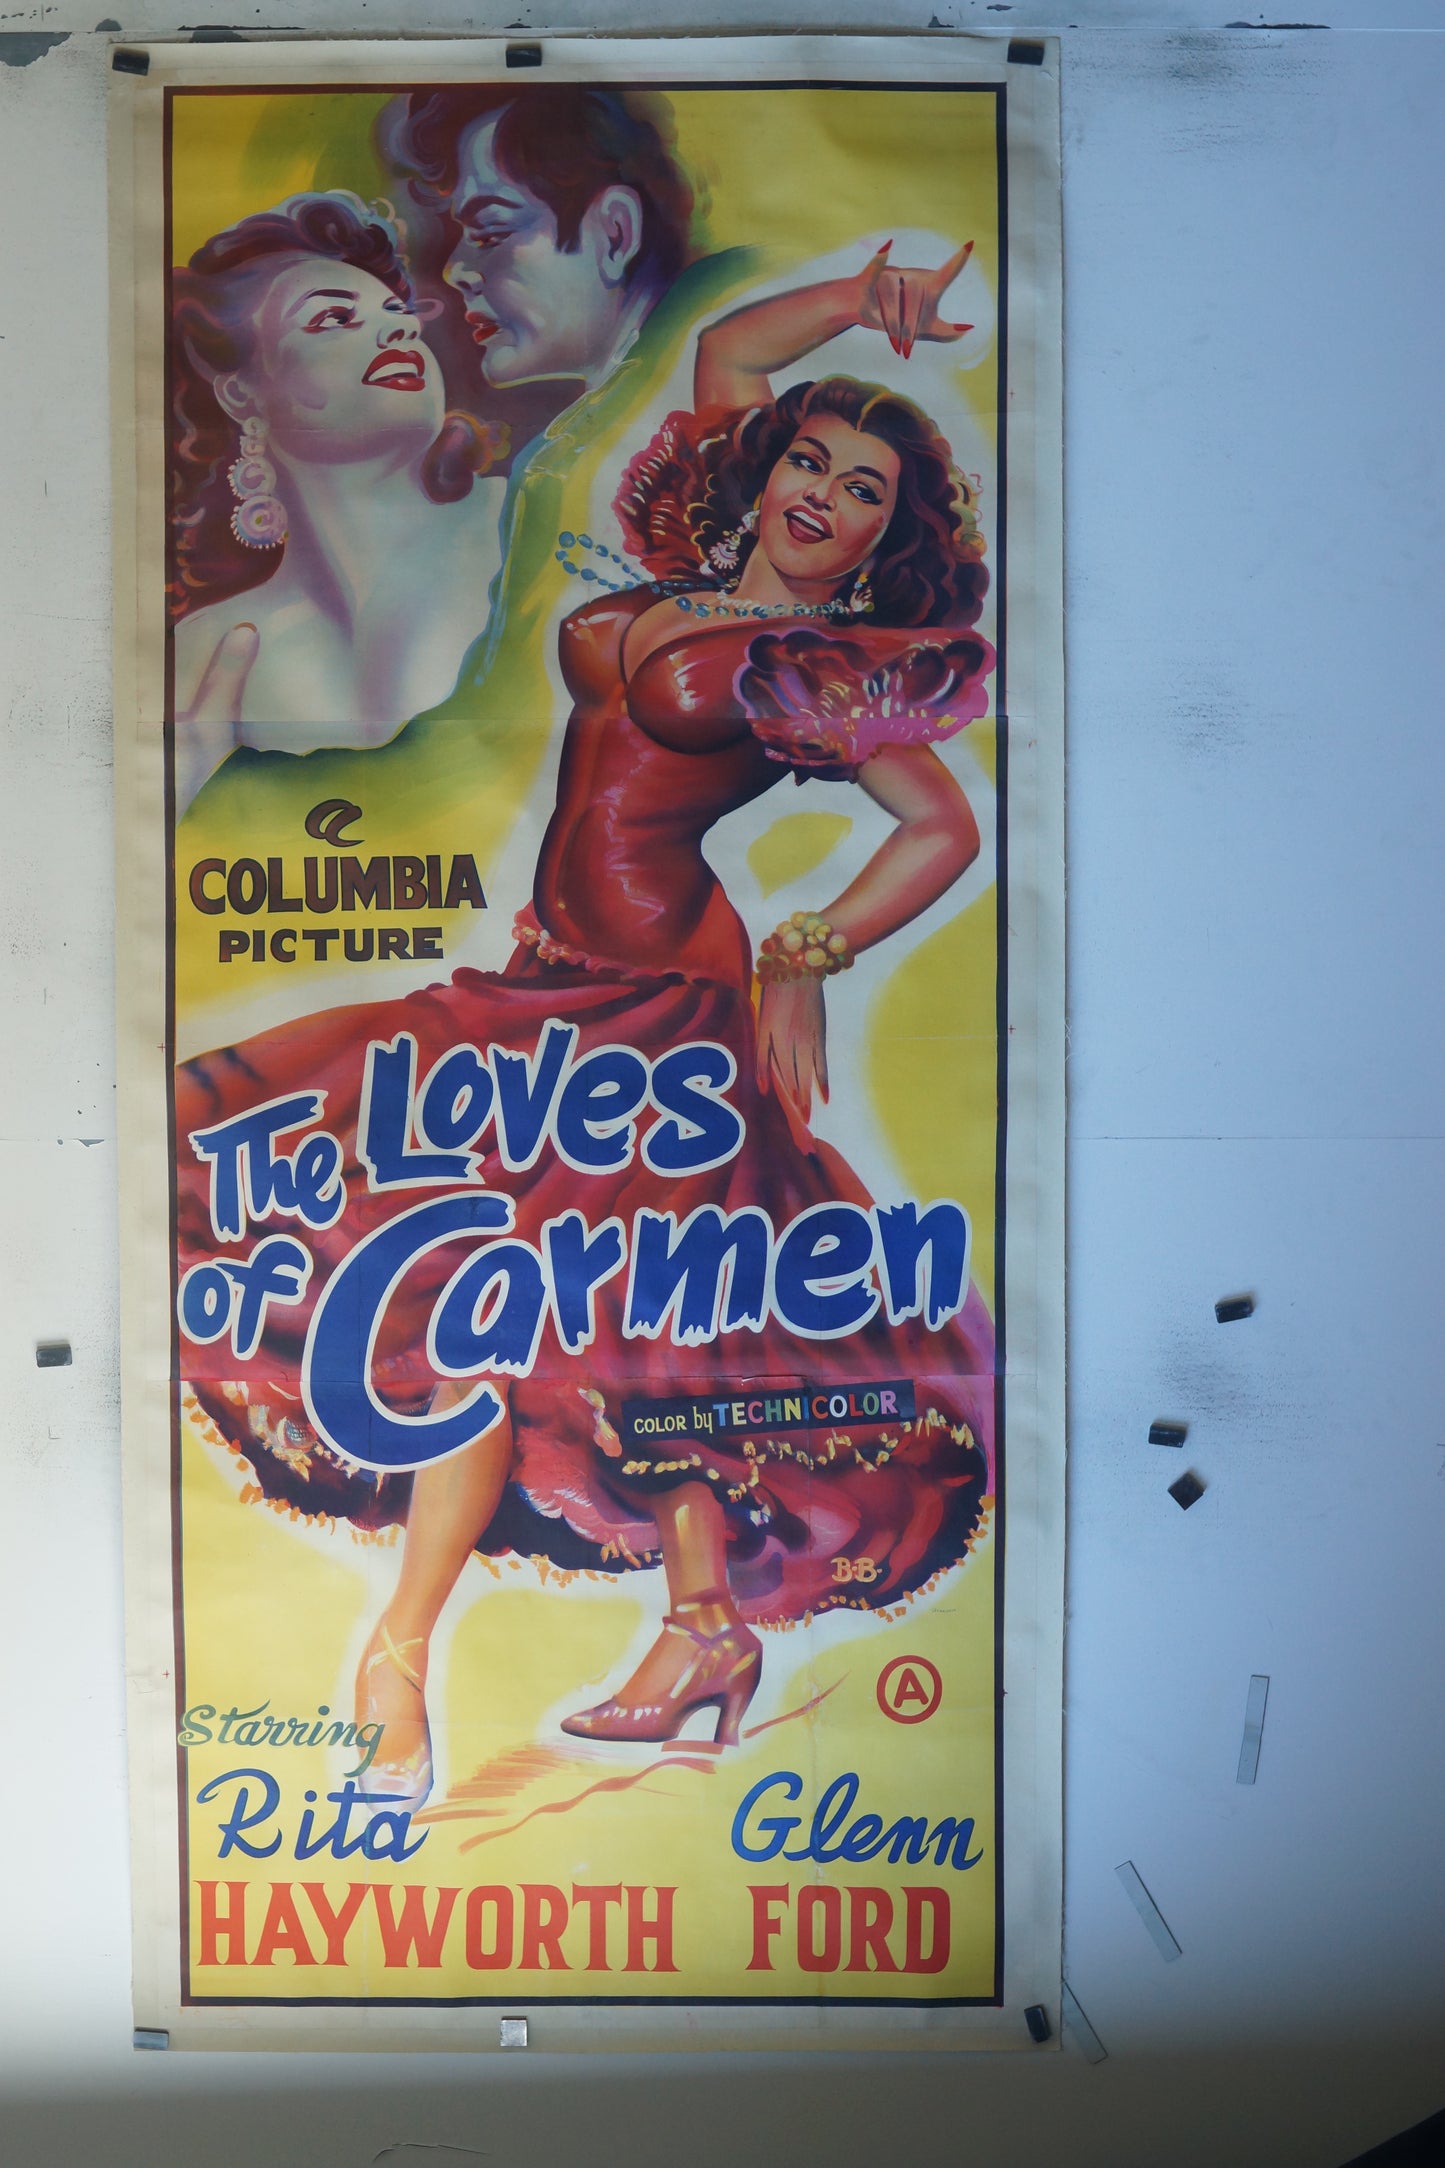 COLUMBIA
PICTURE
The Loves
of Carmen
COLOR by TECHNICOLOR
B·B·
A
Starring
Rita Glenn
HAYWORTH FORD